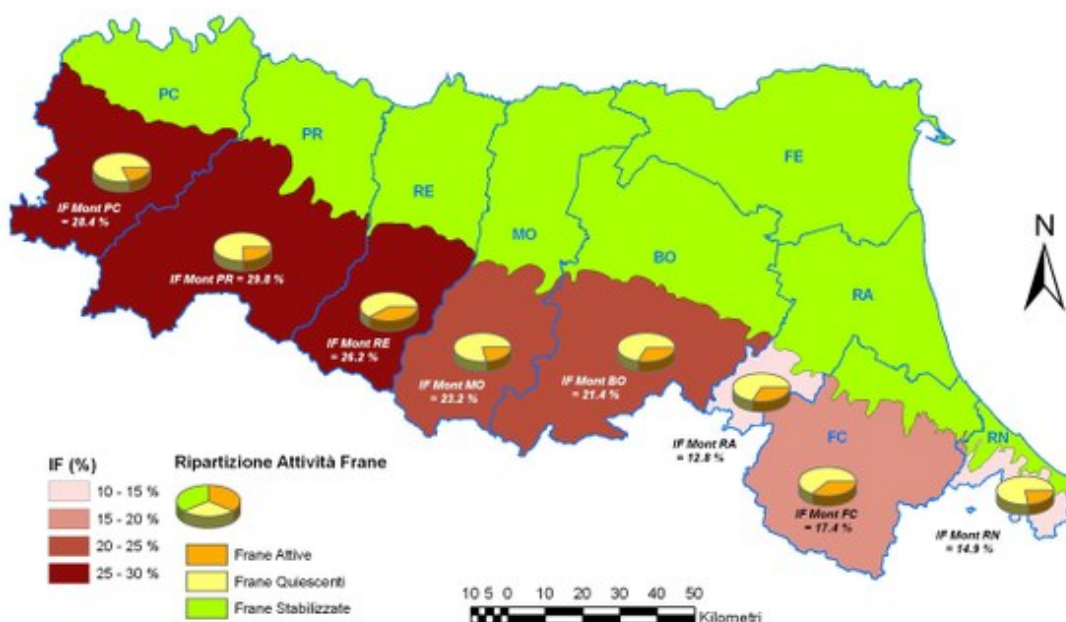 PC
PR
RE
MO
FE
BO
RA
FC
RN
N
IF Mont PC
= 28.4 %
IF Mont PR = 29.8 %
IF Mont RE
= 26.2 %
IF Mont MO
= 23.2 %
IF Mont BO
= 21.4 %
IF Mont RA
= 12.8 %
IF Mont FC
= 17.4 %
IF Mont RN
= 14.9 %
IF (%)
10 - 15 %
15 - 20 %
20 - 25 %
25 - 30 %
Ripartizione Attività Frane
Frane Attive
Frane Quiescenti
Frane Stabilizzate
10 5 0 10 20 30 40 50
Kilometri